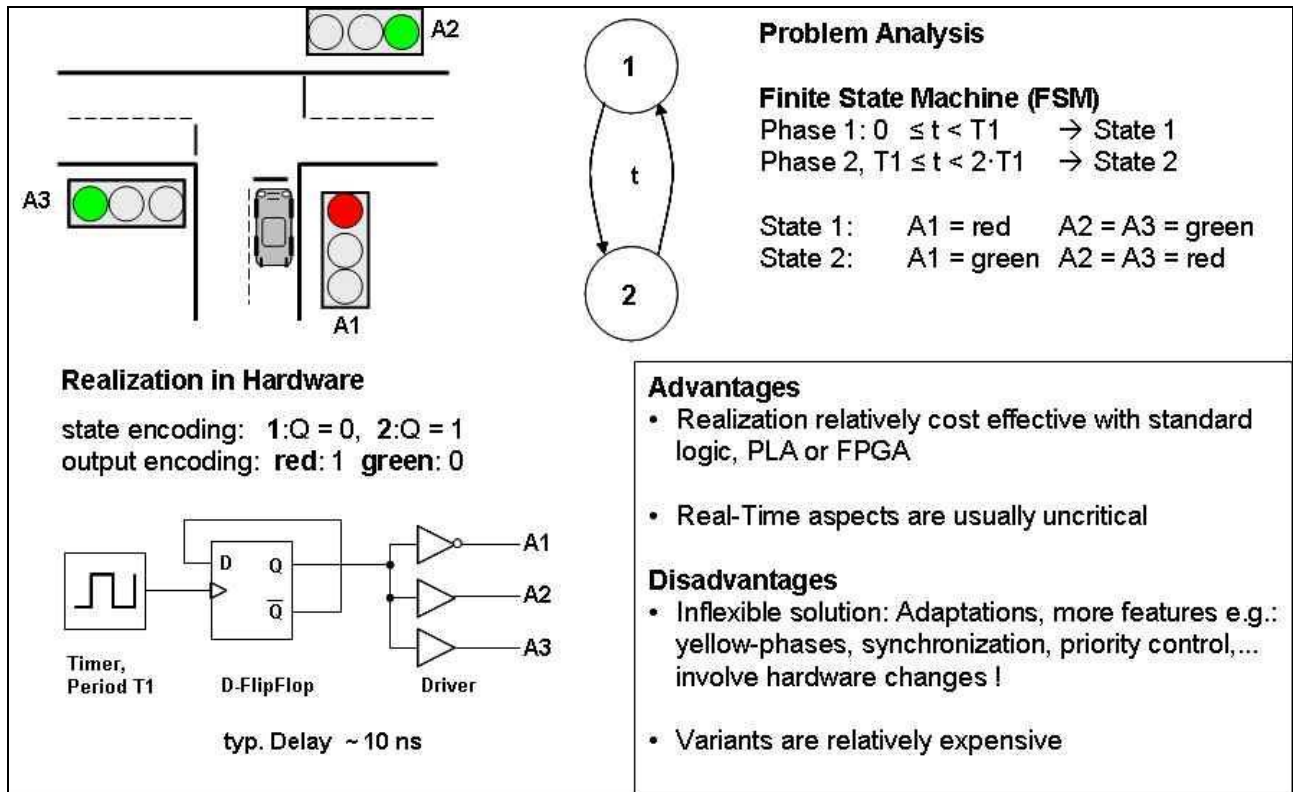 A2
A3
A1
1
t
2
Problem Analysis
Finite State Machine (FSM)
Phase 1: 0 ≤ t < T1 → State 1
Phase 2, T1 ≤ t < 2·T1 → State 2
State 1: A1 = red A2 = A3 = green
State 2: A1 = green A2 = A3 = red
Realization in Hardware
state encoding: 1:Q = 0, 2:Q = 1
output encoding: red: 1 green: 0
D Q
Q̅
A1
A2
A3
Timer,
Period T1
D-FlipFlop
Driver
typ. Delay ~ 10 ns
Advantages
• Realization relatively cost effective with standard
logic, PLA or FPGA
• Real-Time aspects are usually uncritical
Disadvantages
• Inflexible solution: Adaptations, more features e.g.:
yellow-phases, synchronization, priority control,...
involve hardware changes !
• Variants are relatively expensive